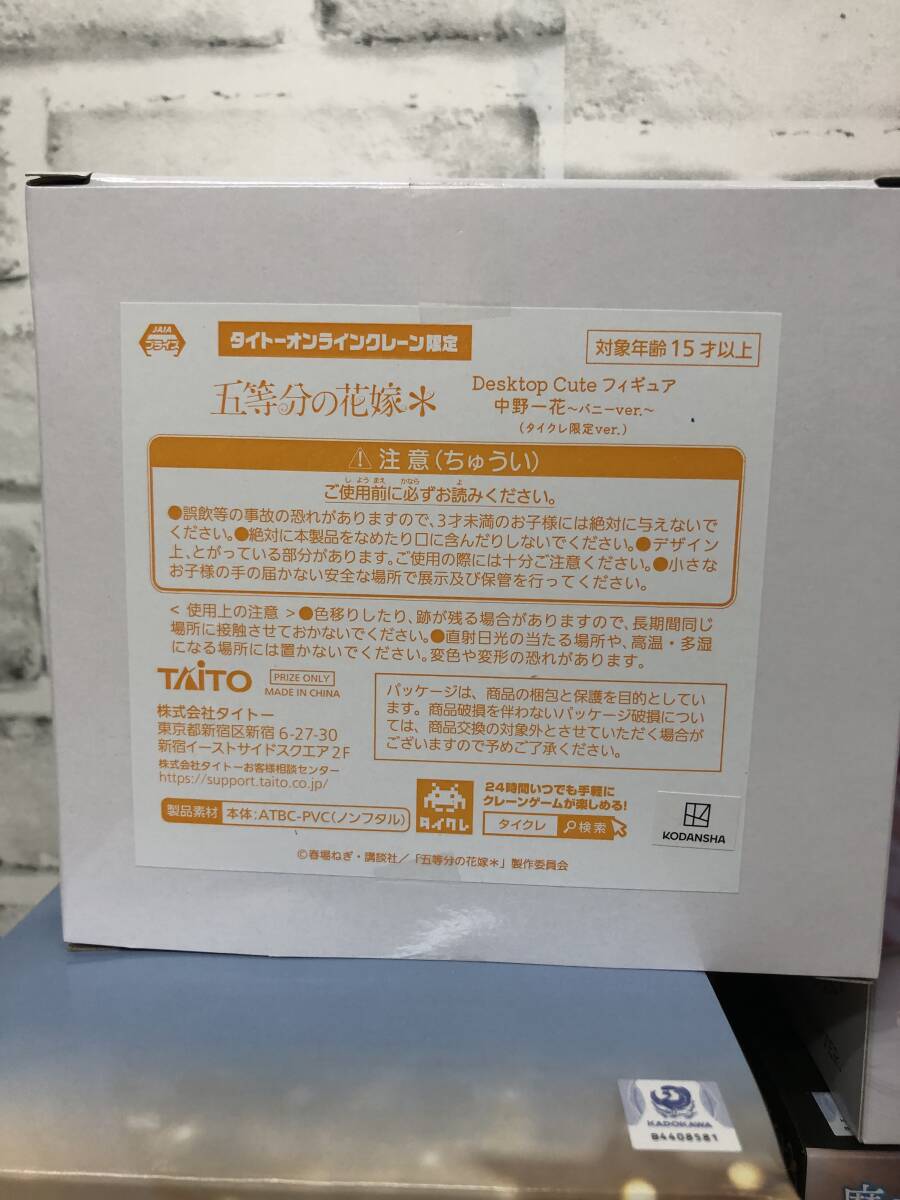 JAIA
プライズ
タイトーオンラインクレーン限定
対象年齢15才以上
五等分の花嫁＊
Desktop Cute フィギュア
中野一花～バニーver.～
(タイクレ限定ver.)
注意(ちゅうい)
ご使用前に必ずお読みください。
●誤飲等の事故の恐れがありますので、3才未満のお子様には絶対に与えないで
ください。●絶対に本製品をなめたり口に含んだりしないでください。●デザイン
上、とがっている部分があります。ご使用の際には十分ご注意ください。●小さな
お子様の手の届かない安全な場所で展示及び保管を行ってください。
< 使用上の注意 >●色移りしたり、跡が残る場合がありますので、長期間同じ
場所に接触させておかないでください。●直射日光の当たる場所や、高温・多湿
になる場所には置かないでください。変色や変形の恐れがあります。
TAITO
PRIZE ONLY
MADE IN CHINA
株式会社タイトー
東京都新宿区新宿 6-27-30
新宿イーストサイドスクエア 2F
株式会社タイトーお客様相談センター
https://support.taito.co.jp/
パッケージは、商品の梱包と保護を目的としてい
ます。商品破損を伴わないパッケージ破損につい
ては、商品交換の対象外とさせていただく場合が
ございますので予めご了承ください。
製品素材
本体:ATBC-PVC(ノンフタル)
タイクレ
24時間いつでも手軽に
クレーンゲームが楽しめる!
タイクレ
検索
KODANSHA
©春場ねぎ・講談社／「五等分の花嫁＊」製作委員会
KADOKAWA
B4408581